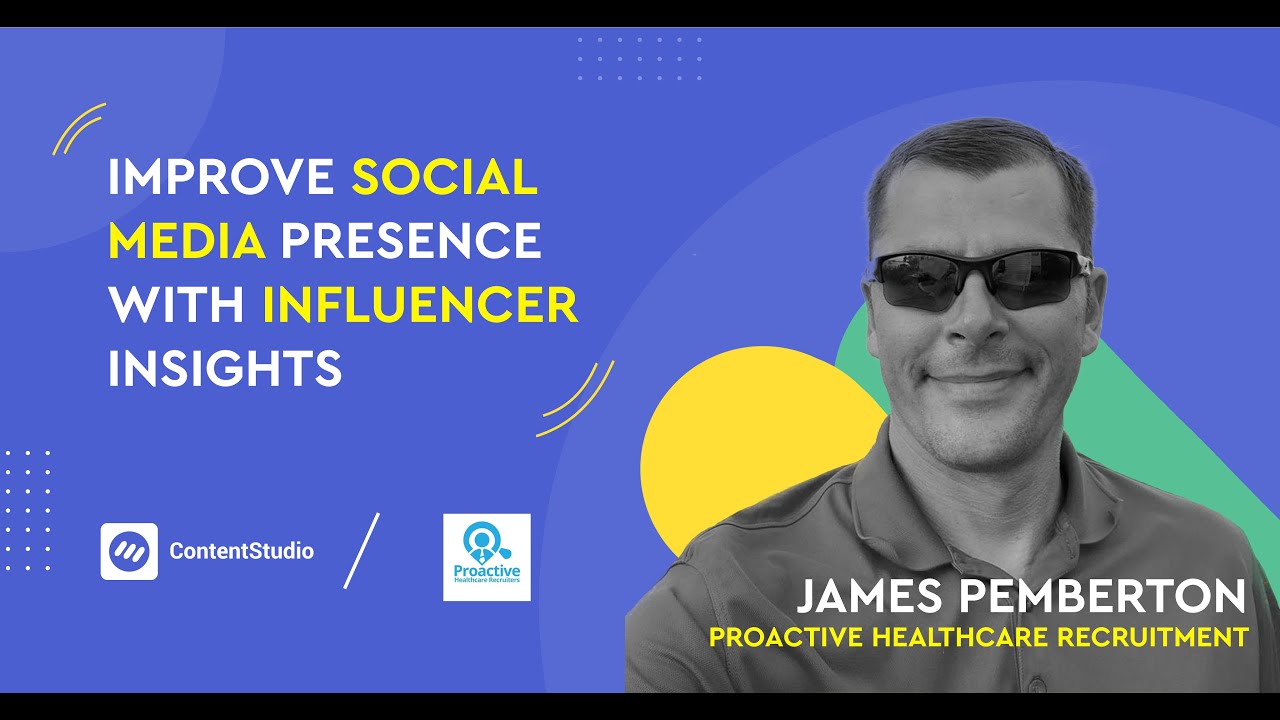 IMPROVE SOCIAL
MEDIA PRESENCE
WITH INFLUENCER
INSIGHTS
ContentStudio
Proactive
Healthcare Recruiters
JAMES PEMBERTON
PROACTIVE HEALTHCARE RECRUITMENT